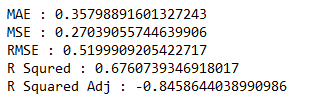 MAE : 0.35798891601327243
MSE : 0.27039055744639906
RMSE : 0.5199909205422717
R Squred : 0.6760739346918017
R Squared Adj : -0.8458644038990986